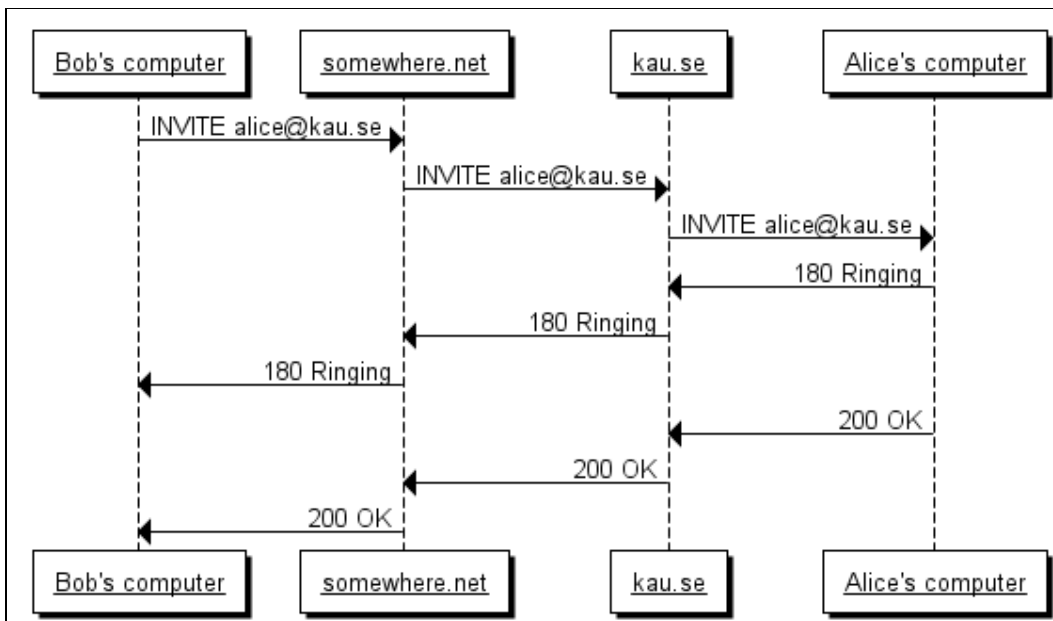 Bob's computer
somewhere.net
kau.se
Alice's computer
INVITE alice@kau.se
INVITE alice@kau.se
INVITE alice@kau.se
180 Ringing
180 Ringing
180 Ringing
200 OK
200 OK
200 OK
Bob's computer
somewhere.net
kau.se
Alice's computer